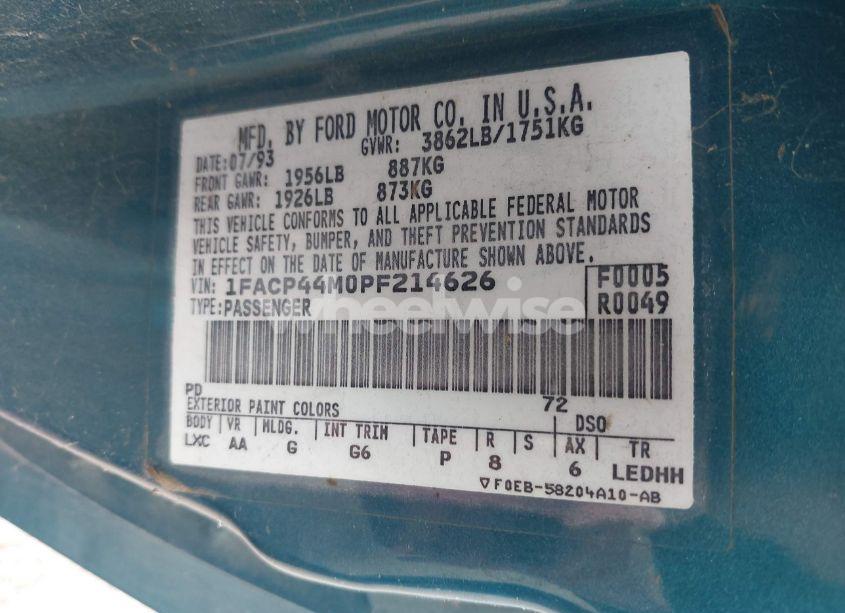 MFD. BY FORD MOTOR CO. IN U.S.A.
DATE: 07/93 GVWR: 3862LB/1751KG
FRONT GAWR: 1956LB 887KG
REAR GAWR: 1926LB 873KG
THIS VEHICLE CONFORMS TO ALL APPLICABLE FEDERAL MOTOR
VEHICLE SAFETY, BUMPER, AND THEFT PREVENTION STANDARDS
IN EFFECT ON THE DATE OF MANUFACTURE SHOWN ABOVE.
VIN: 1FACP44M0PF214626 F0005
TYPE: PASSENGER R0049
wheelwise
PD
EXTERIOR PAINT COLORS 72 DSO
BODY VR MLDG. INT TRIM TAPE R S AX TR
LXC AA G G6 P 8 6 LEDHH
▽F0EB-58204A10-AB